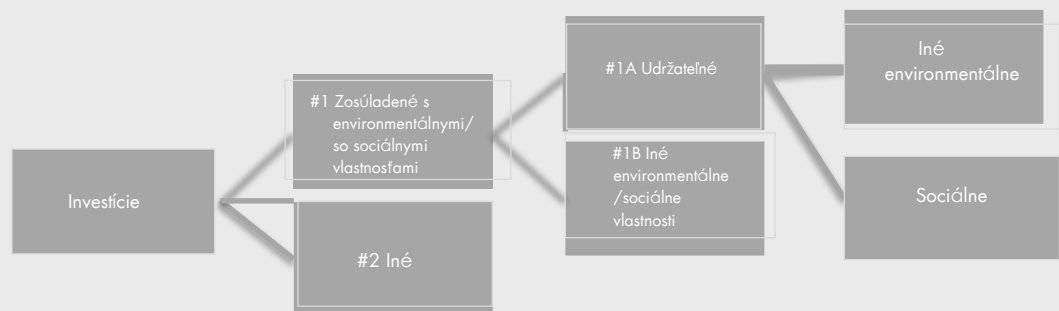 Investície
#1 Zosúladené s
environmentálnymi/
so sociálnymi
vlastnosťami
#2 Iné
#1A Udržateľné
#1B Iné
environmentálne
/sociálne
vlastnosti
Iné
environmentálne
Sociálne